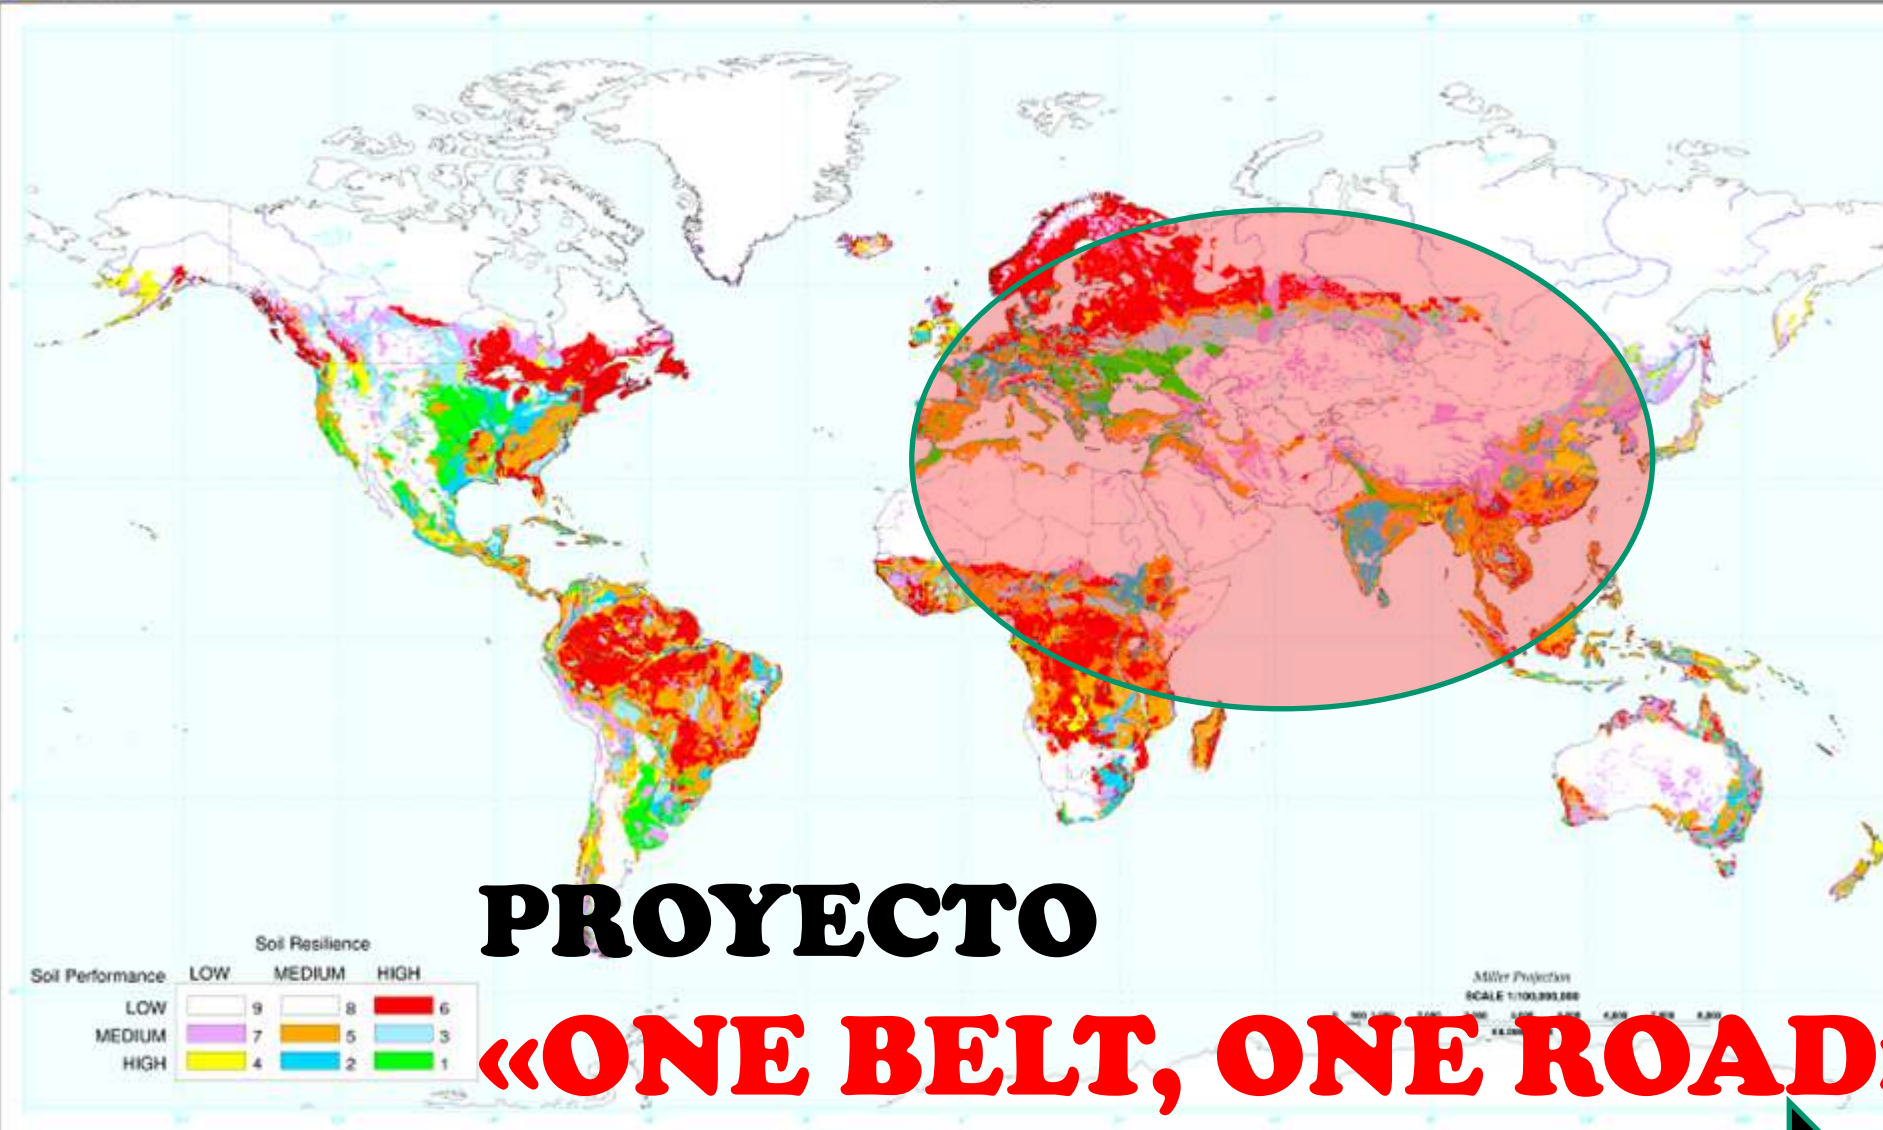 PROYECTO
«ONE BELT, ONE ROAD»
Soil Resilience
Soil Performance LOW MEDIUM HIGH
LOW 9 8 6
MEDIUM 7 5 3
HIGH 4 2 1
Miller Projection
SCALE 1:100,000,000